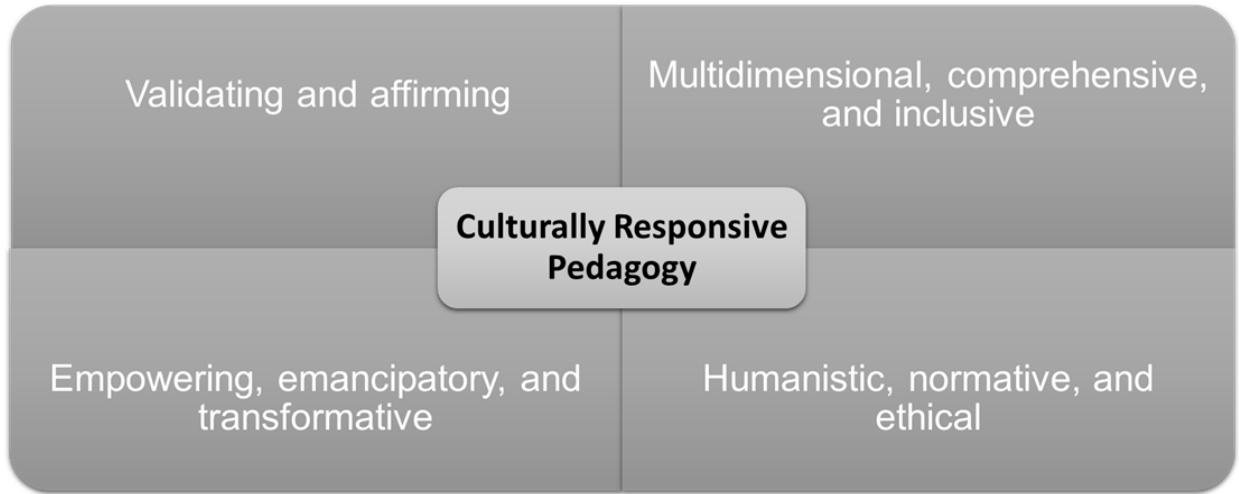 Validating and affirming
Multidimensional, comprehensive,
and inclusive
Culturally Responsive
Pedagogy
Empowering, emancipatory, and
transformative
Humanistic, normative, and
ethical